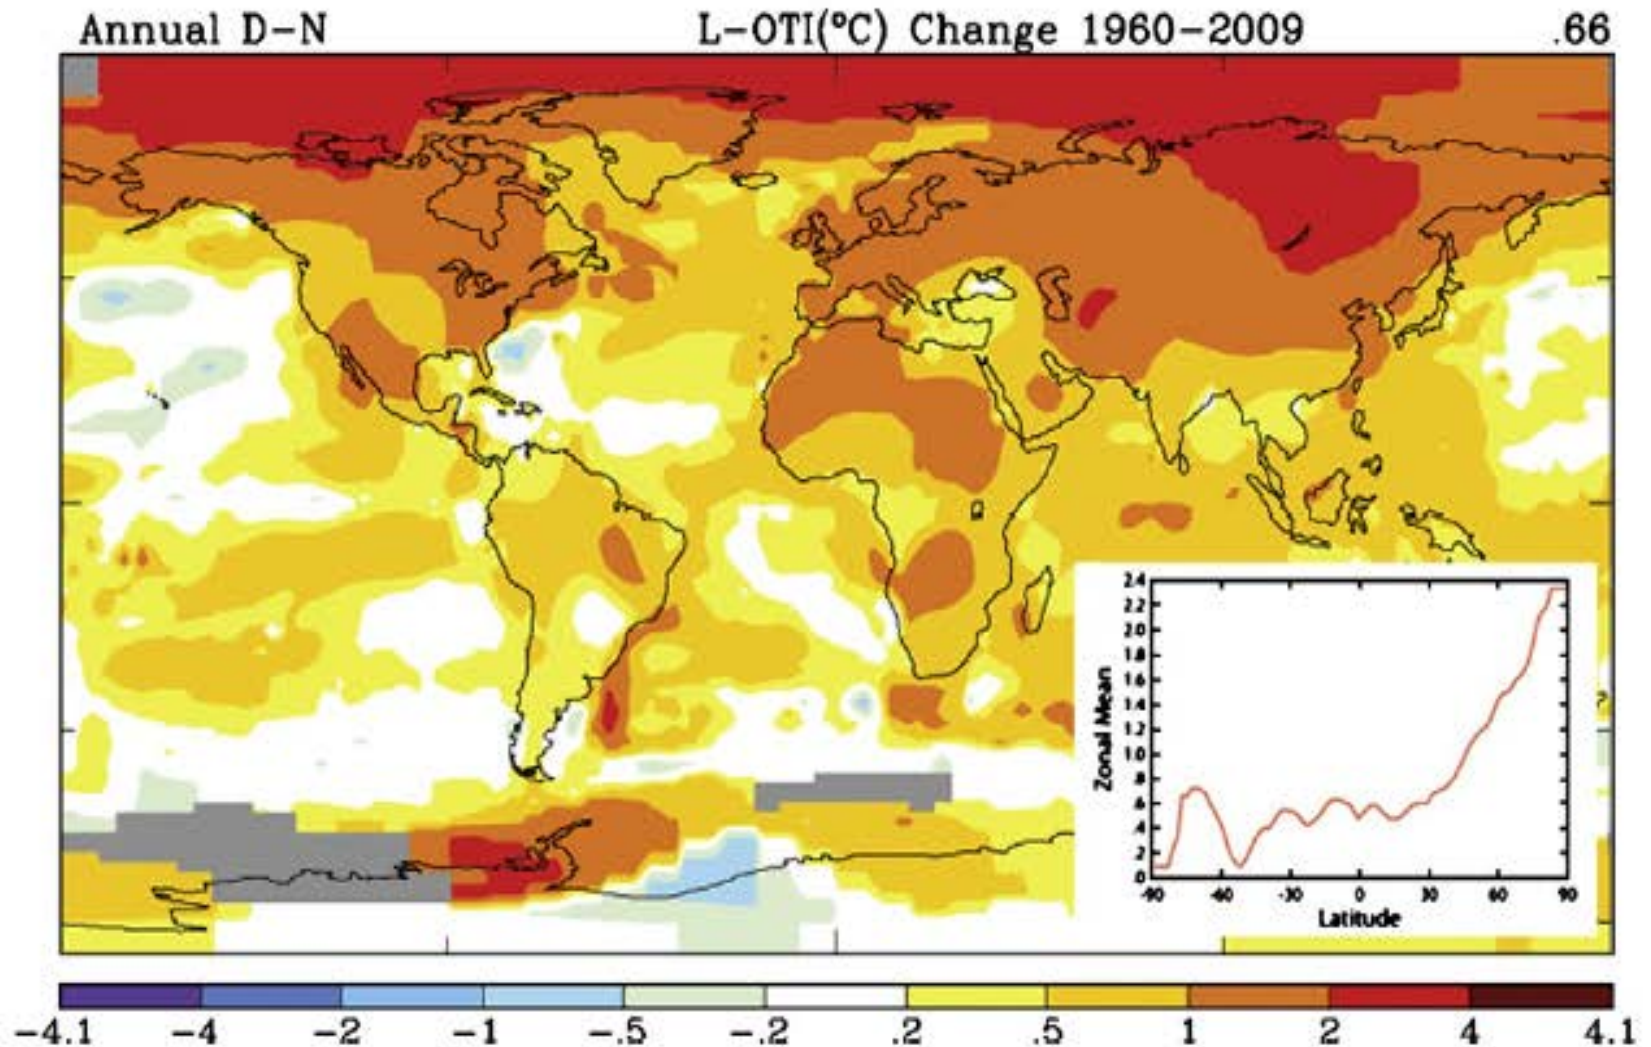 Annual D-N L-OTI(°C) Change 1960-2009 .66
2.4
2.2
2.0
1.8
1.6
1.4
1.2
1.0
.8
.6
.4
.2
0
Zonal Mean
-90 -60 -30 0 30 60 90
Latitude
-4.1 -4 -2 -1 -.5 -.2 .2 .5 1 2 4 4.1